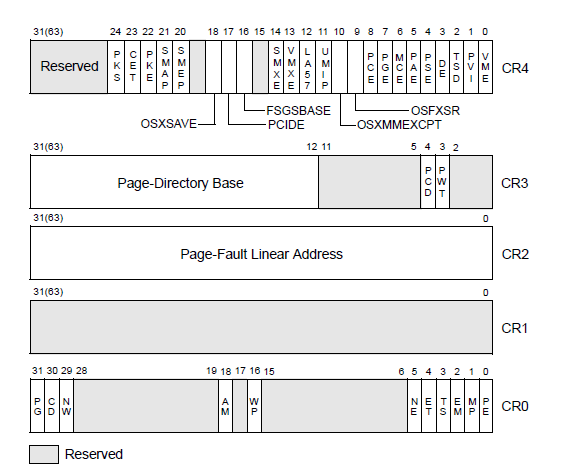 31(63) 24 23 22 21 20 18 17 16 15 14 13 12 11 10 9 8 7 6 5 4 3 2 1 0
Reserved PKS CET PKE SMAP SMEP SMXE VMXE LA57 UMIP PCE PGE MCE PAE PSE DE TSD PVI VME CR4
FSGSBASE OSFXSR
OSXSAVE PCIDE OSXMMEXCPT
31(63) 12 11 5 4 3 2
Page-Directory Base PCD PWT CR3
31(63) 0
Page-Fault Linear Address CR2
31(63) 0
CR1
31 30 29 28 19 18 17 16 15 6 5 4 3 2 1 0
PG CD NW AM WP NE ET TS EM MP PE CR0
Reserved